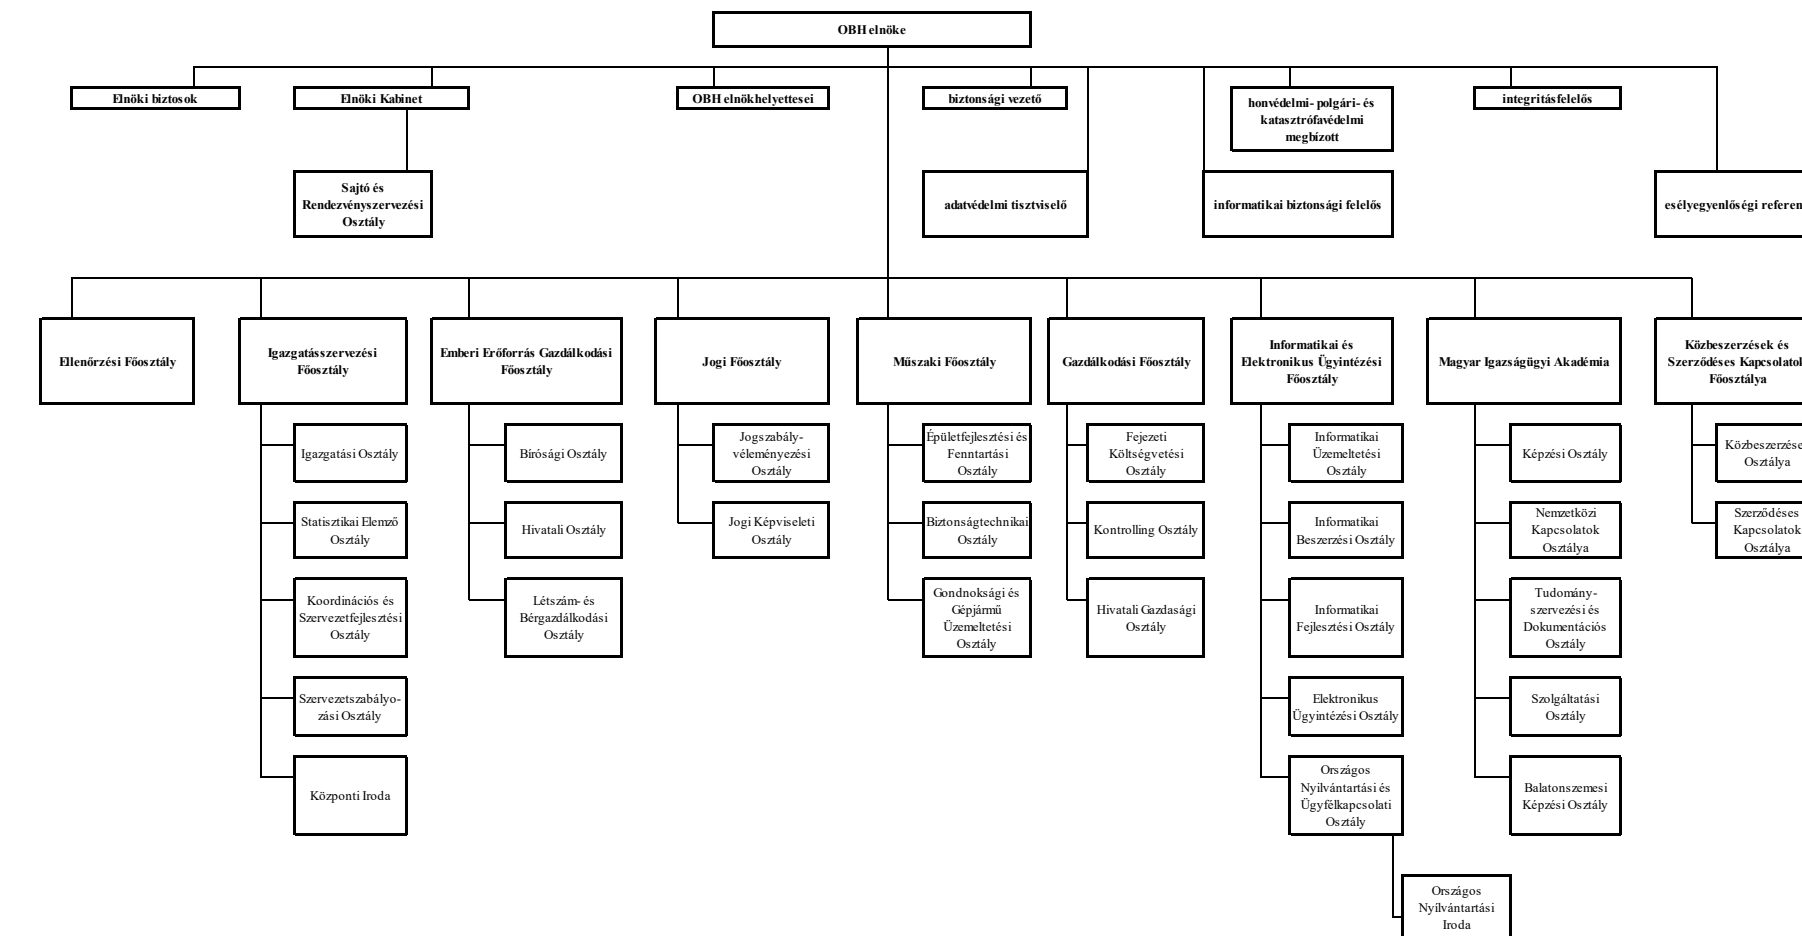 OBH elnöke
Elnöki biztosok
Elnöki Kabinet
OBH elnökhelyettesei
biztonsági vezető
honvédelmi- polgári- és
katasztrófavédelmi
megbízott
integritásfelelős
Sajtó és
Rendezvényszervezési
Osztály
adatvédelmi tisztviselő
informatikai biztonsági felelős
esélyegyenlőségi
Ellenőrzési Főosztály
Igazgatásszervezési
Főosztály
Emberi Erőforrás Gazdálkodási
Főosztály
Jogi Főosztály
Műszaki Főosztály
Gazdálkodási Főosztály
Informatikai és
Elektronikus Ügyintézési
Főosztály
Magyar Igazságügyi Akadémia
Közbeszerzések és
Szerződéses Kapcsolatok
Főosztálya
Igazgatási Osztály
Statisztikai Elemző
Osztály
Koordinációs és
Szervezetfejlesztési
Osztály
Szervezetszabályo-
zási Osztály
Központi Iroda
Bírósági Osztály
Hivatali Osztály
Létszám- és
Bérgazdálkodási
Osztály
Jogszabály-
véleményezési
Osztály
Jogi Képviseleti
Osztály
Épületfejlesztési és
Fenntartási
Osztály
Biztonságtechnikai
Osztály
Gondnoksági és
Gépjármű
Üzemeltetési
Osztály
Fejezeti
Költségvetési
Osztály
Kontrolling Osztály
Hivatali Gazdasági
Osztály
Informatikai
Üzemeltetési
Osztály
Informatikai
Beszerzési Osztály
Informatikai
Fejlesztési Osztály
Elektronikus
Ügyintézési Osztály
Országos
Nyilvántartási és
Ügyfélkapcsolati
Osztály
Országos
Nyilvántartási
Iroda
Képzési Osztály
Nemzetközi
Kapcsolatok
Osztálya
Tudomány-
szervezési és
Dokumentációs
Osztály
Szolgáltatási
Osztály
Balatonszemesi
Képzési Osztály
Osztálya
Szerződéses
Kapcsolatok
Osztálya